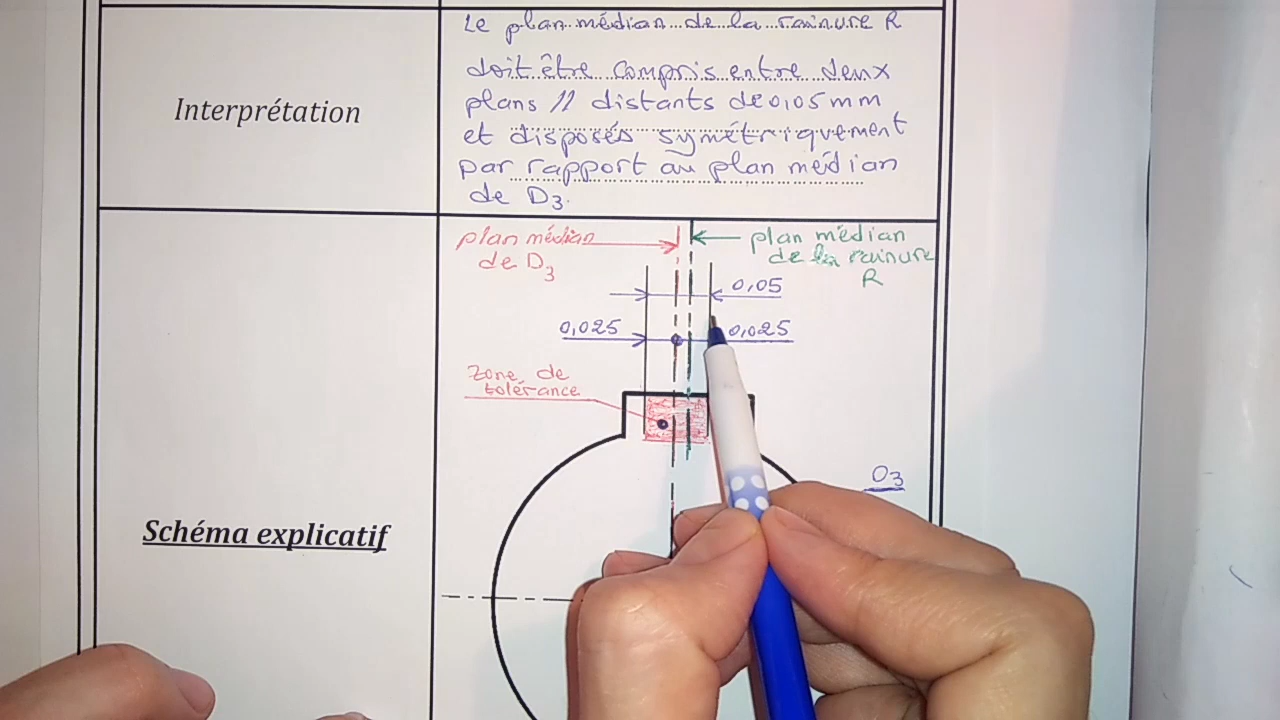 Le plan médian de la rainure R
doit être compris entre deux
plans // distants de 0,05 mm
et disposés symétriquement
par rapport au plan médian
de D3.
Interprétation
plan médian
de D3
plan médian
de la rainure
R
0,05
0,025
0,025
zone de
tolérance
D3
Schéma explicatif